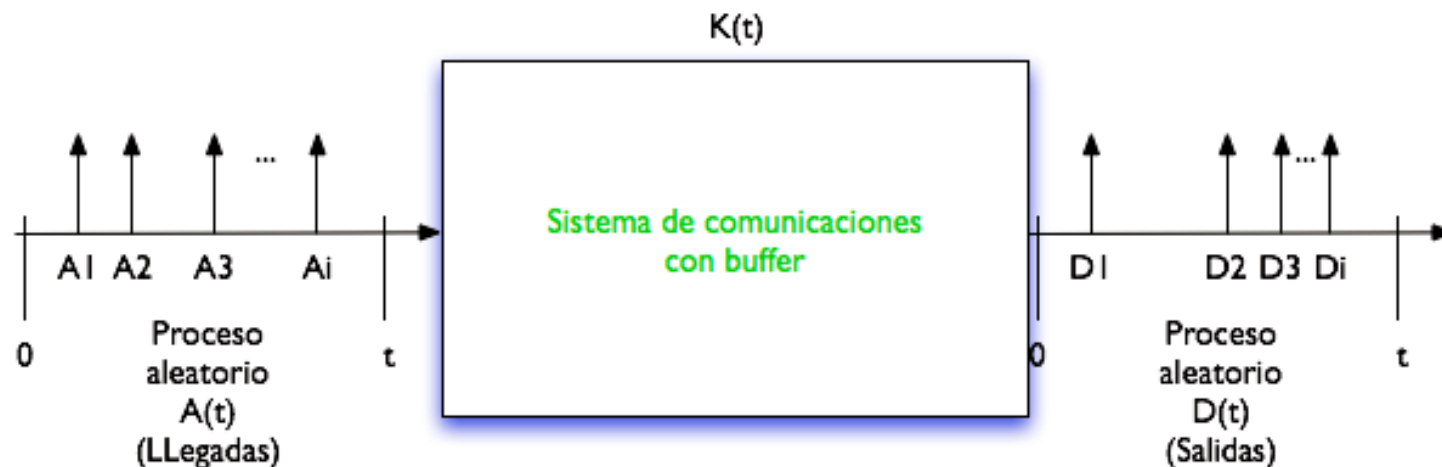 K(t)
...
A1 A2 A3 Ai
0
Proceso
aleatorio
A(t)
(LLegadas)
t
Sistema de comunicaciones
con buffer
...
D1 D2 D3 Di
0
Proceso
aleatorio
D(t)
(Salidas)
t